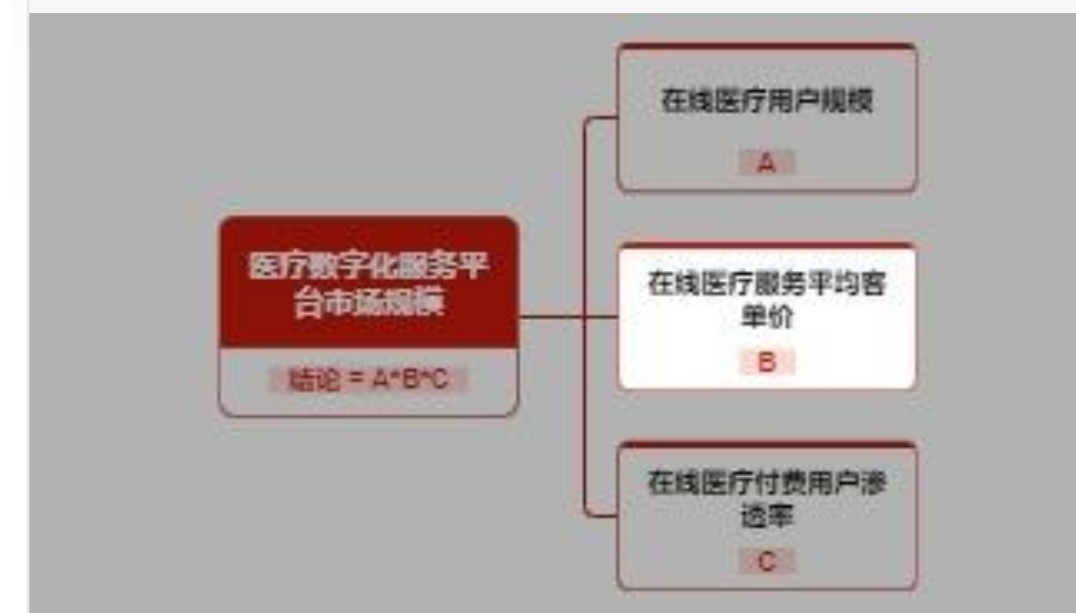 在线医疗用户规模
A
医疗数字化服务平
台市场规模
结论 = A*B*C
在线医疗服务平均客
单价
B
在线医疗付费用户渗
透率
C